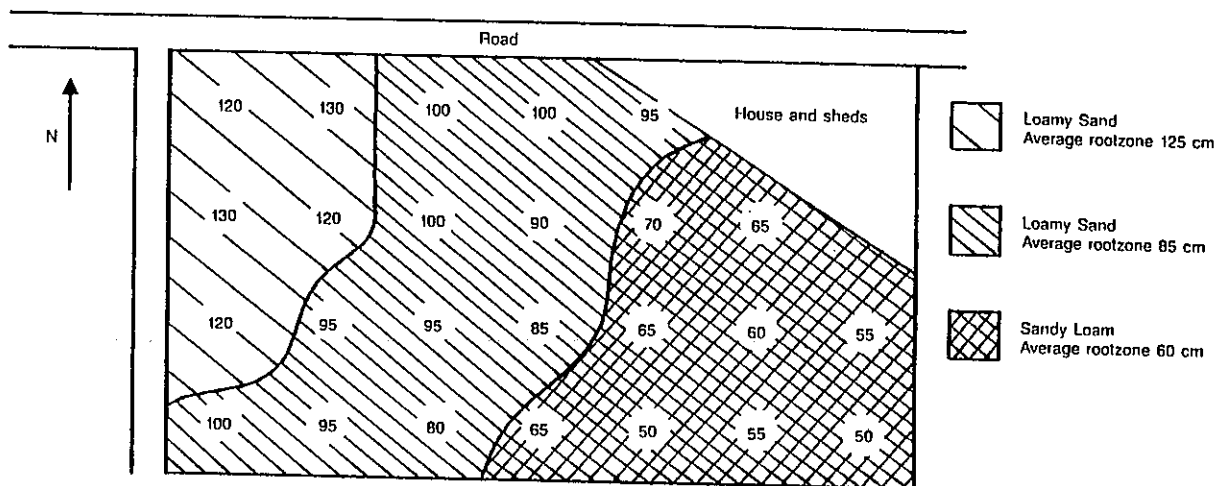 Road
N
120 130 100 100 95 House and sheds
130 120 100 90 70 65
120 95 95 85 65 60 55
100 95 80 65 50 55 50
Loamy Sand
Average rootzone 125 cm
Loamy Sand
Average rootzone 85 cm
Sandy Loam
Average rootzone 60 cm